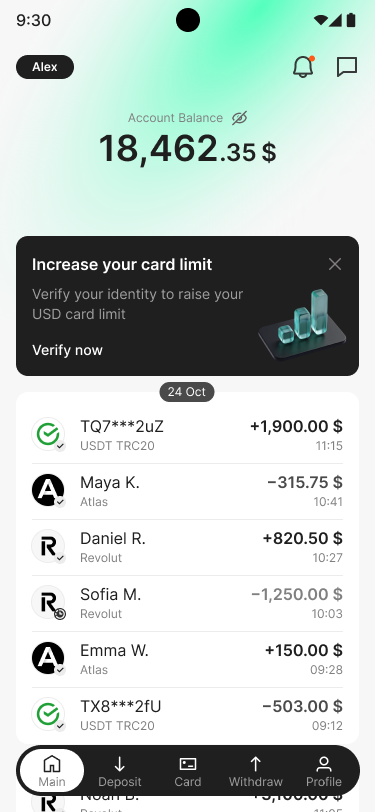 9:30
Alex
Account Balance
18,462.35 $
Increase your card limit
Verify your identity to raise your
USD card limit
Verify now
24 Oct
TQ7***2uZ +1,900.00 $
USDT TRC20 11:15
Maya K. −315.75 $
Atlas 10:41
Daniel R. +820.50 $
Revolut 10:27
Sofia M. −1,250.00 $
Revolut 10:03
Emma W. +150.00 $
Atlas 09:28
TX8***2fU −503.00 $
USDT TRC20 09:12
Main Deposit Card Withdraw Profile